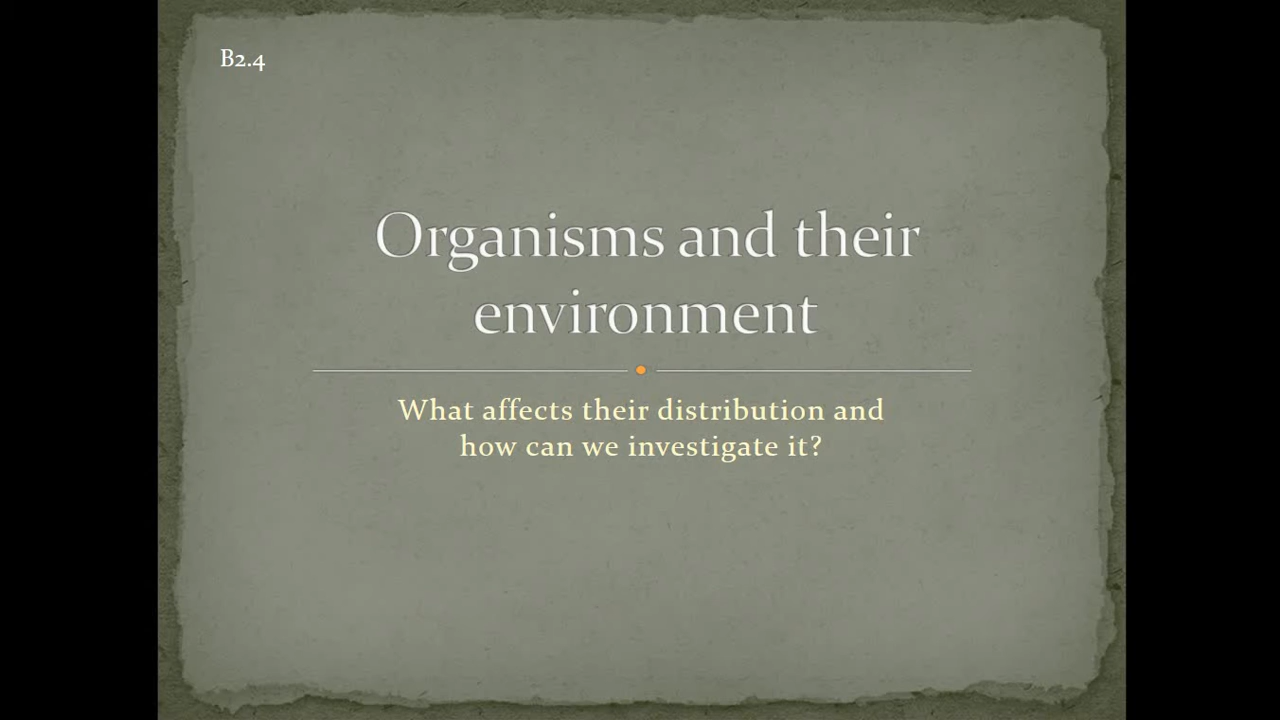 B2.4
Organisms and their
environment
What affects their distribution and
how can we investigate it?